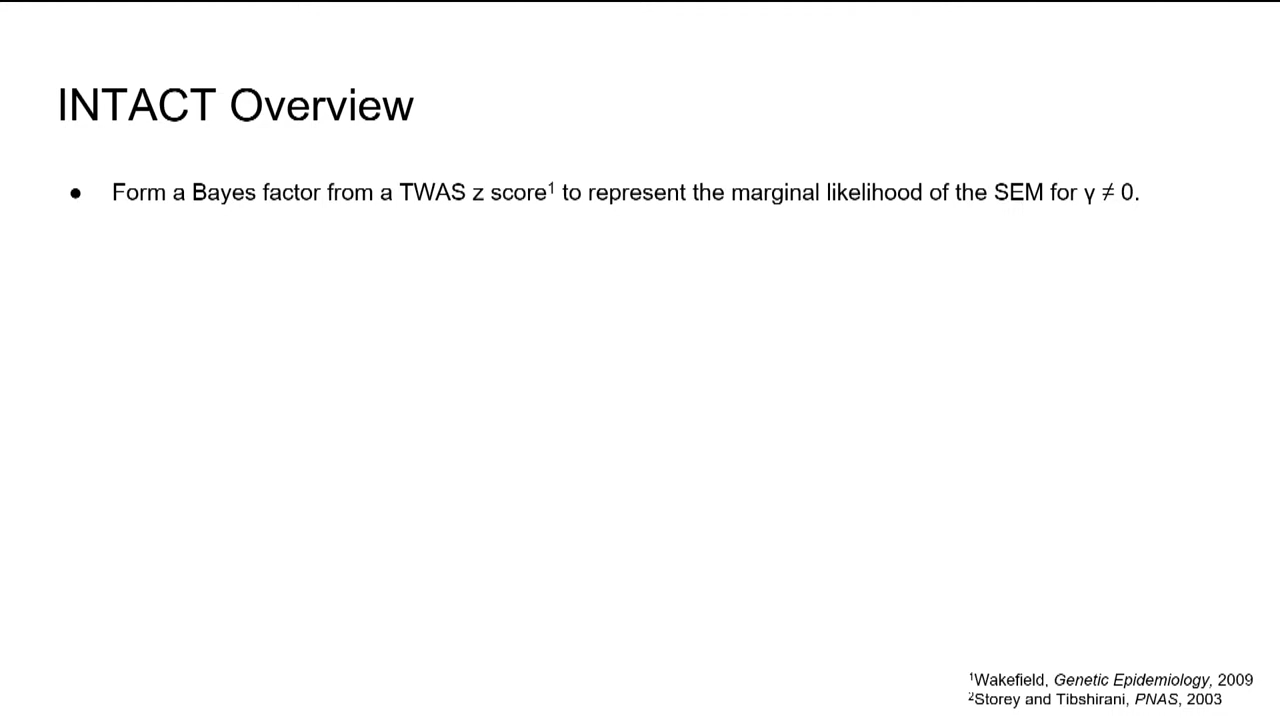 INTACT Overview
● Form a Bayes factor from a TWAS z score¹ to represent the marginal likelihood of the SEM for γ ≠ 0.
¹Wakefield, Genetic Epidemiology, 2009
²Storey and Tibshirani, PNAS, 2003